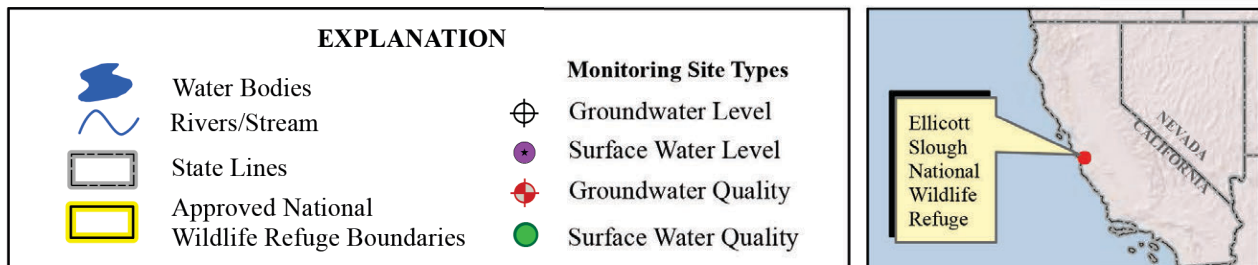 EXPLANATION
Water Bodies
Rivers/Stream
State Lines
Approved National
Wildlife Refuge Boundaries
Monitoring Site Types
Groundwater Level
Surface Water Level
Groundwater Quality
Surface Water Quality
Ellicott
Slough
National
Wildlife
Refuge
NEVADA
CALIFORNIA